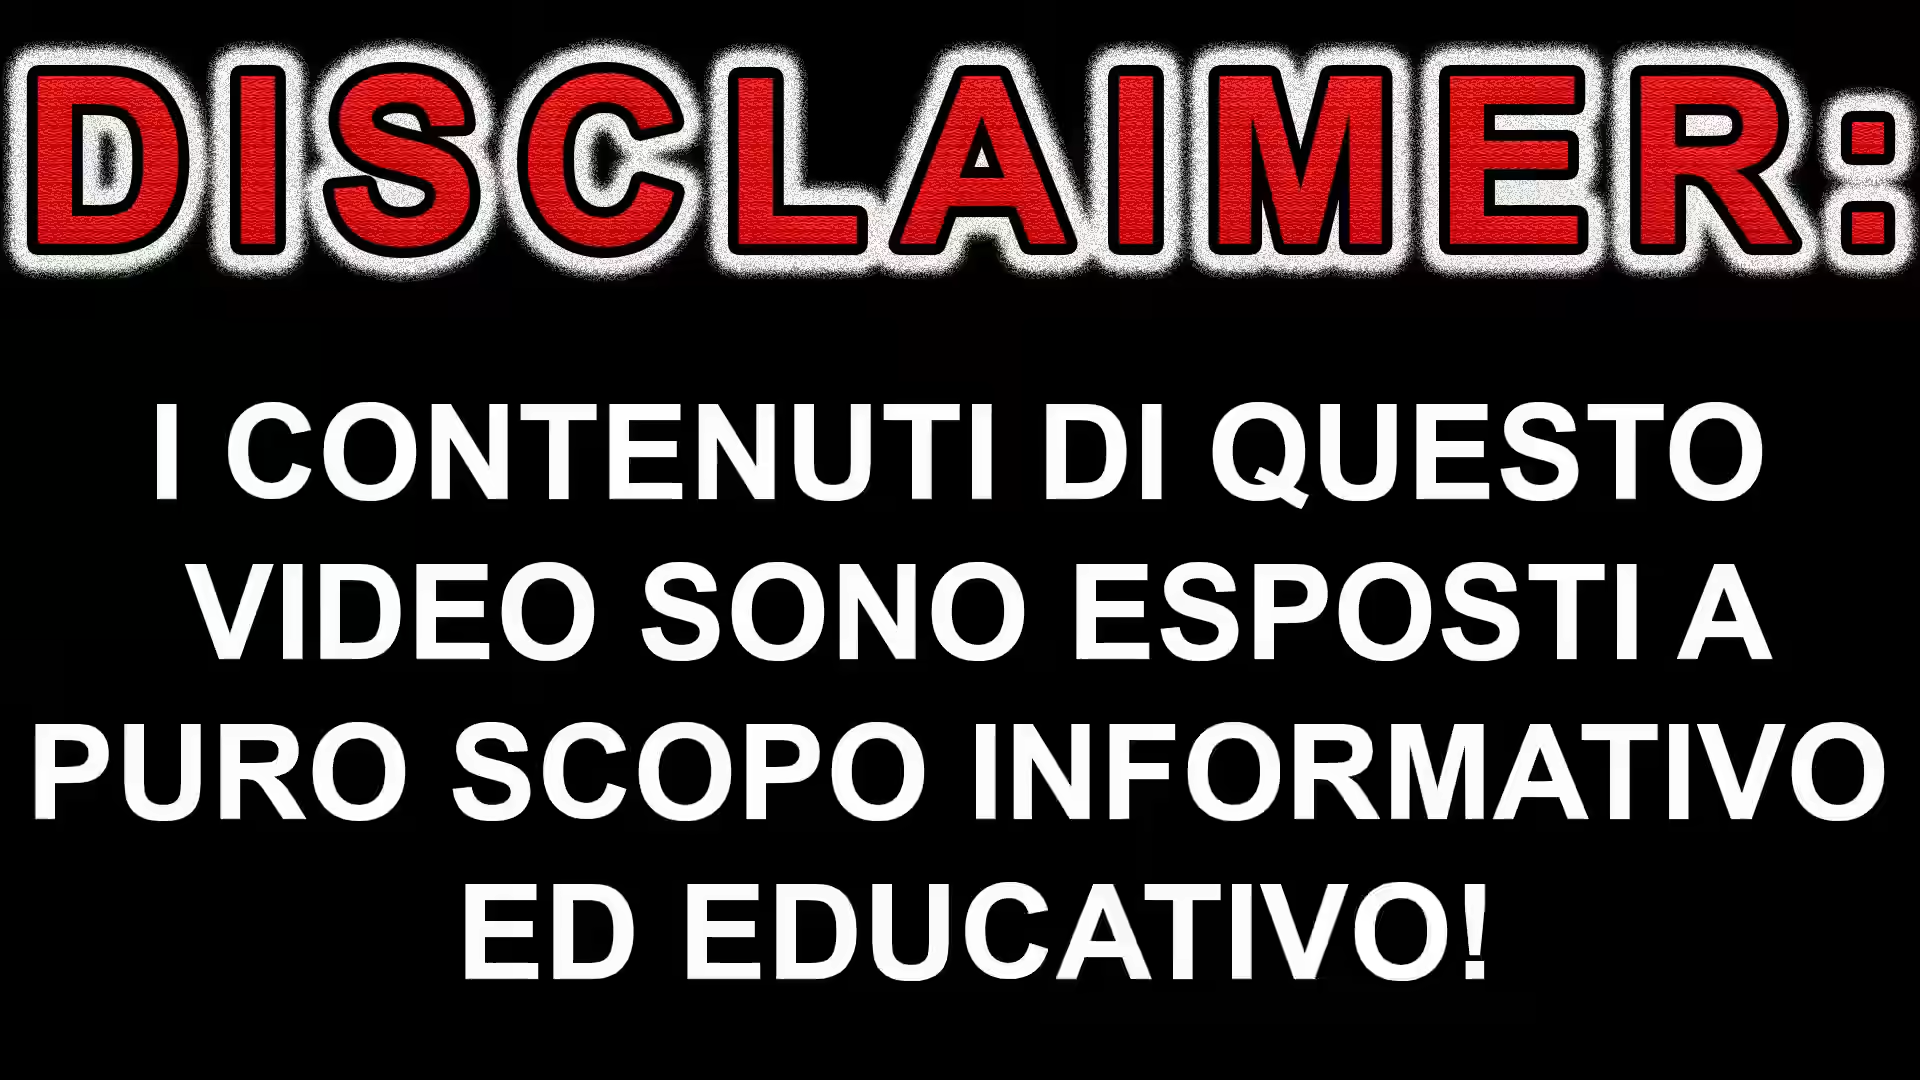 DISCLAIMER:
I CONTENUTI DI QUESTO
VIDEO SONO ESPOSTI A
PURO SCOPO INFORMATIVO
ED EDUCATIVO!